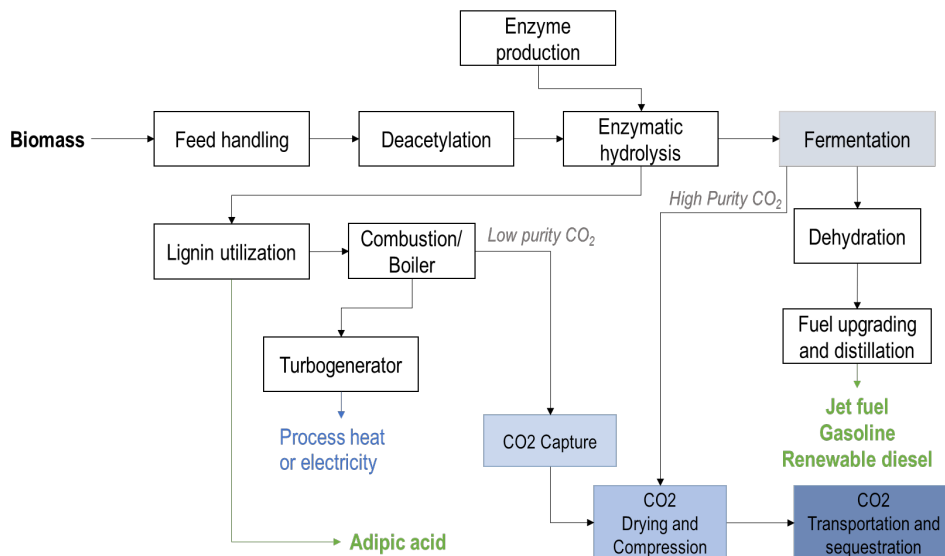 Enzyme
production
Biomass
Feed handling
Deacetylation
Enzymatic
hydrolysis
Fermentation
Lignin utilization
Combustion/
Boiler
Low purity CO₂
High Purity CO₂
Dehydration
Turbogenerator
Fuel upgrading
and distillation
Process heat
or electricity
Jet fuel
Gasoline
Renewable diesel
CO2 Capture
Adipic acid
CO2
Drying and
Compression
CO2
Transportation and
sequestration